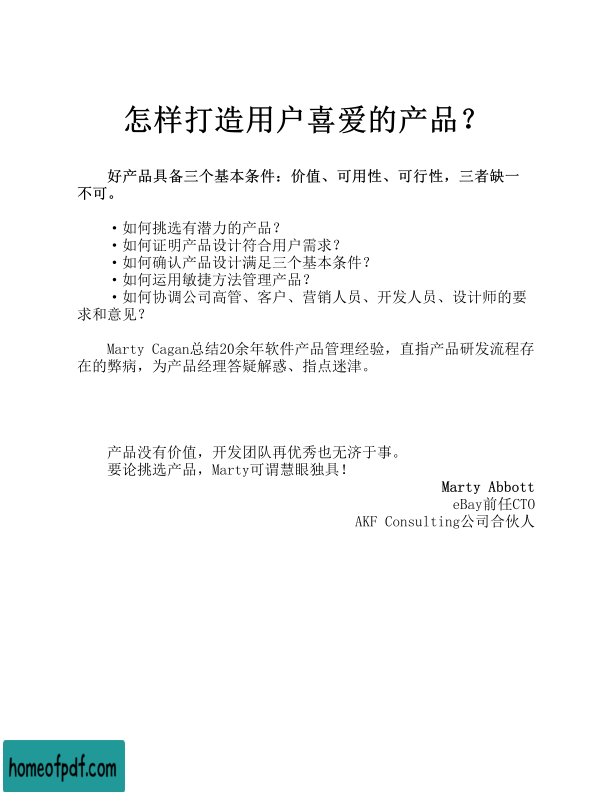 怎样打造用户喜爱的产品？
好产品具备三个基本条件：价值、可用性、可行性，三者缺一
不可。
·如何挑选有潜力的产品？
·如何证明产品设计符合用户需求？
·如何确认产品设计满足三个基本条件？
·如何运用敏捷方法管理产品？
·如何协调公司高管、客户、营销人员、开发人员、设计师的要
求和意见？
Marty Cagan总结20余年软件产品管理经验，直指产品研发流程存
在的弊病，为产品经理答疑解惑、指点迷津。
产品没有价值，开发团队再优秀也无济于事。
要论挑选产品，Marty可谓慧眼独具！
Marty Abbott
eBay前任CTO
AKF Consulting公司合伙人
homeofpdf.com